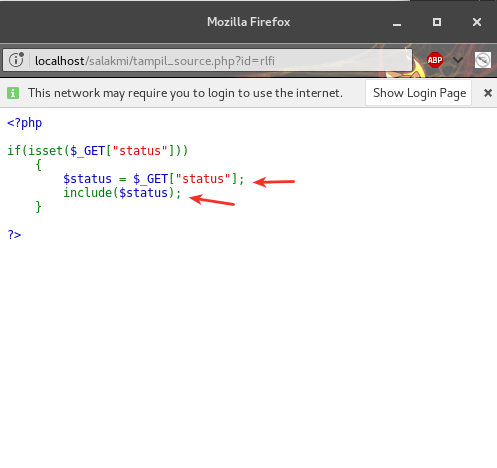 Mozilla Firefox
localhost/salakmi/tampil_source.php?id=rlfi
ABP
This network may require you to login to use the internet.
Show Login Page
<?php
if(isset($_GET["status"]))
{
$status = $_GET["status"];
include($status);
}
?>